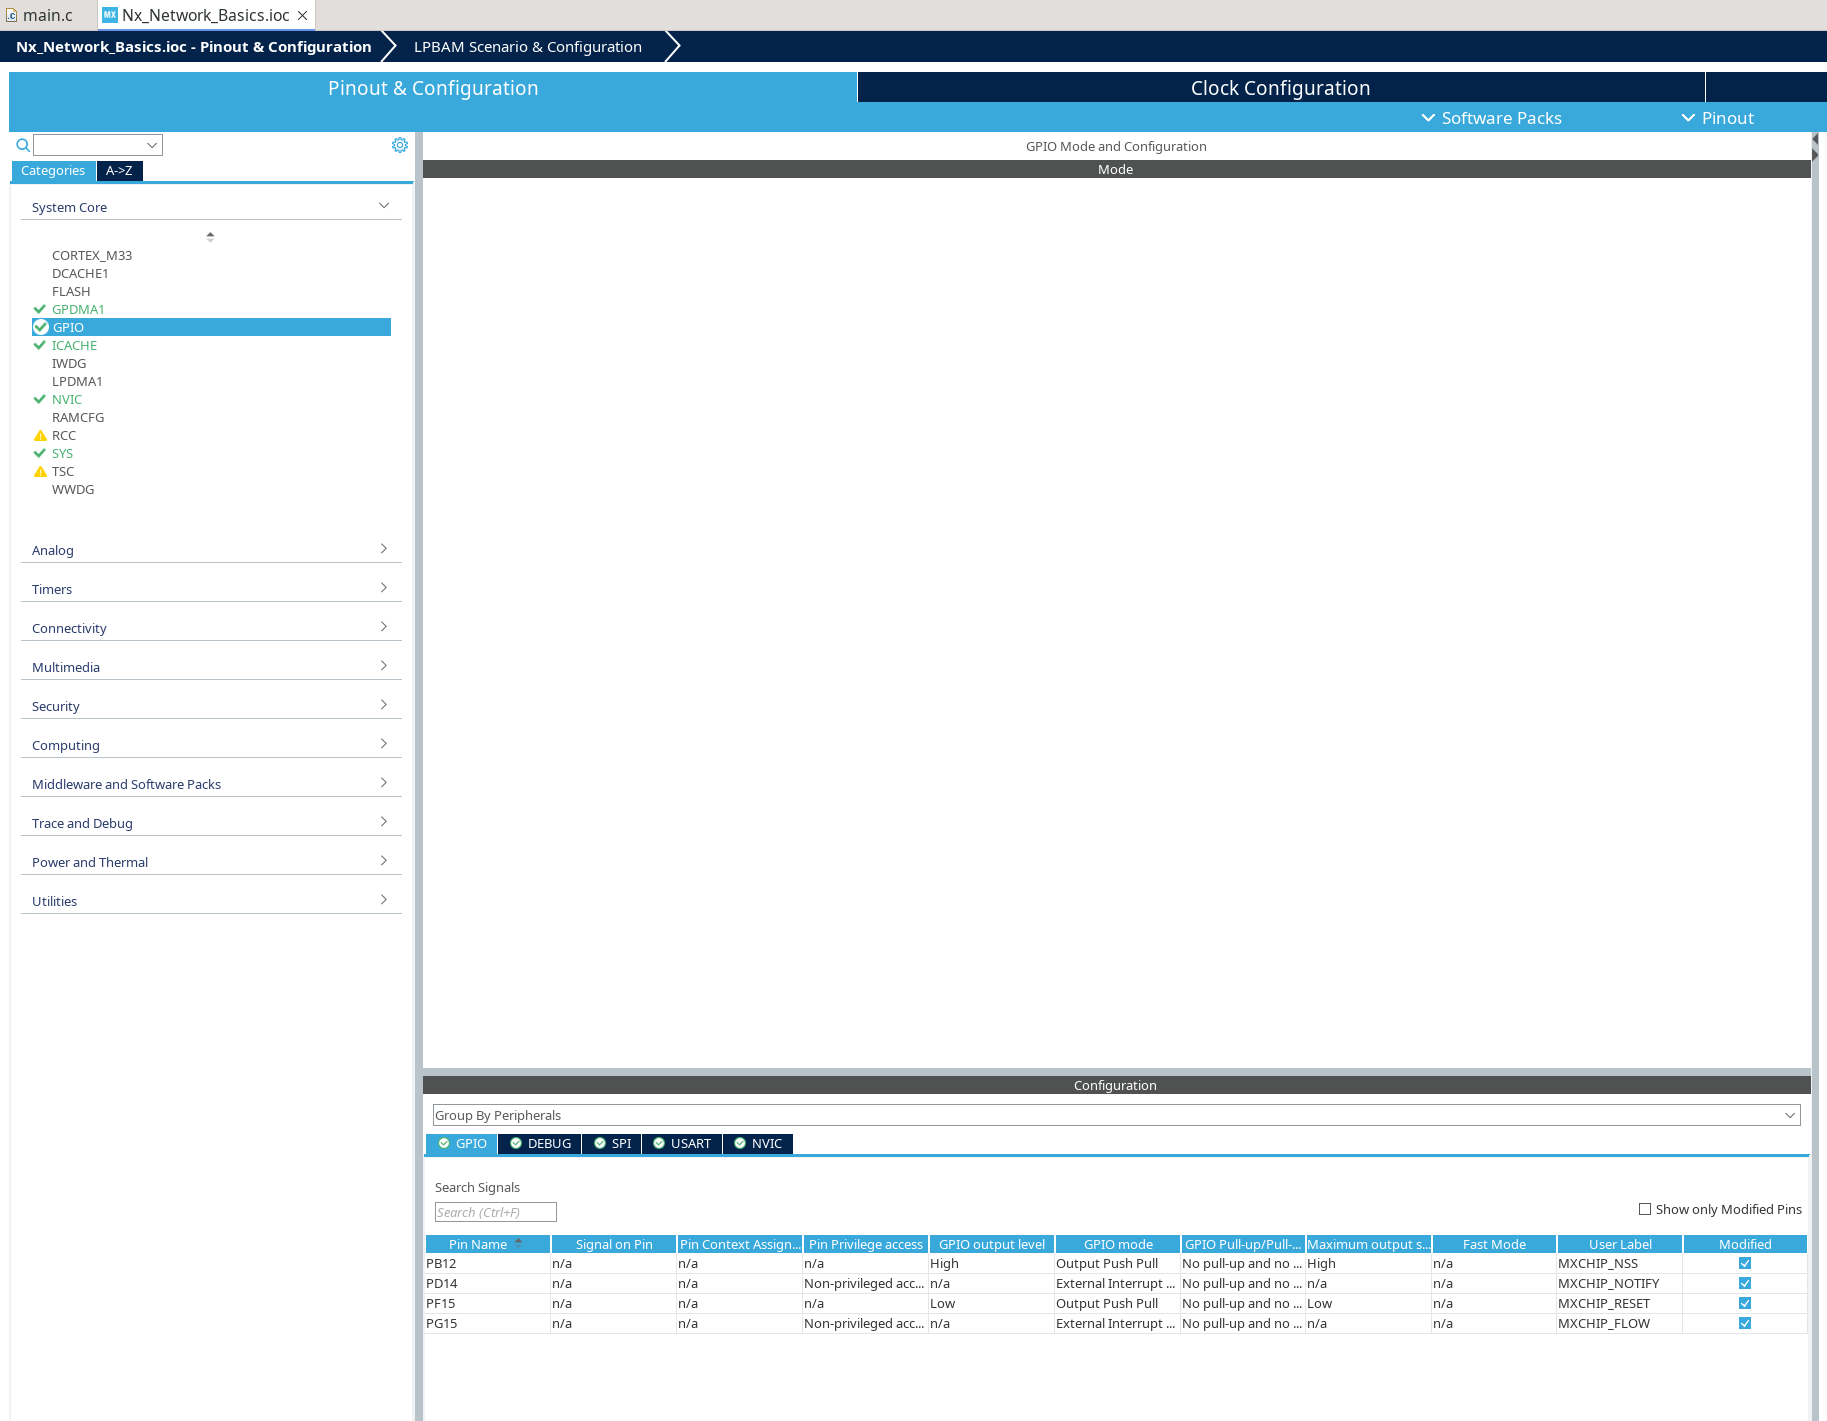 main.c
MX Nx_Network_Basics.ioc
Nx_Network_Basics.ioc - Pinout & Configuration
LPBAM Scenario & Configuration
Pinout & Configuration
Clock Configuration
Software Packs
Pinout
Categories
A->Z
System Core
CORTEX_M33
DCACHE1
FLASH
GPDMA1
GPIO
ICACHE
IWDG
LPDMA1
NVIC
RAMCFG
RCC
SYS
TSC
WWDG
Analog
Timers
Connectivity
Multimedia
Security
Computing
Middleware and Software Packs
Trace and Debug
Power and Thermal
Utilities
GPIO Mode and Configuration
Mode
Configuration
Group By Peripherals
GPIO DEBUG SPI USART NVIC
Search Signals
Search (Ctrl+F)
Show only Modified Pins
Pin Name Signal on Pin Pin Context Assign... Pin Privilege access GPIO output level GPIO mode GPIO Pull-up/Pull-... Maximum output s... Fast Mode User Label Modified
PB12 n/a n/a n/a High Output Push Pull No pull-up and no ... High n/a MXCHIP_NSS
PD14 n/a n/a Non-privileged acc... n/a External Interrupt ... No pull-up and no ... n/a n/a MXCHIP_NOTIFY
PF15 n/a n/a n/a Low Output Push Pull No pull-up and no ... Low n/a MXCHIP_RESET
PG15 n/a n/a Non-privileged acc... n/a External Interrupt ... No pull-up and no ... n/a n/a MXCHIP_FLOW